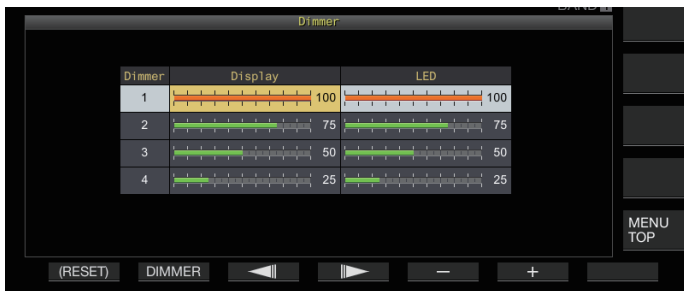 Dimmer
Dimmer Display LED
1 100 100
2 75 75
3 50 50
4 25 25
MENU
TOP
(RESET) DIMMER − +